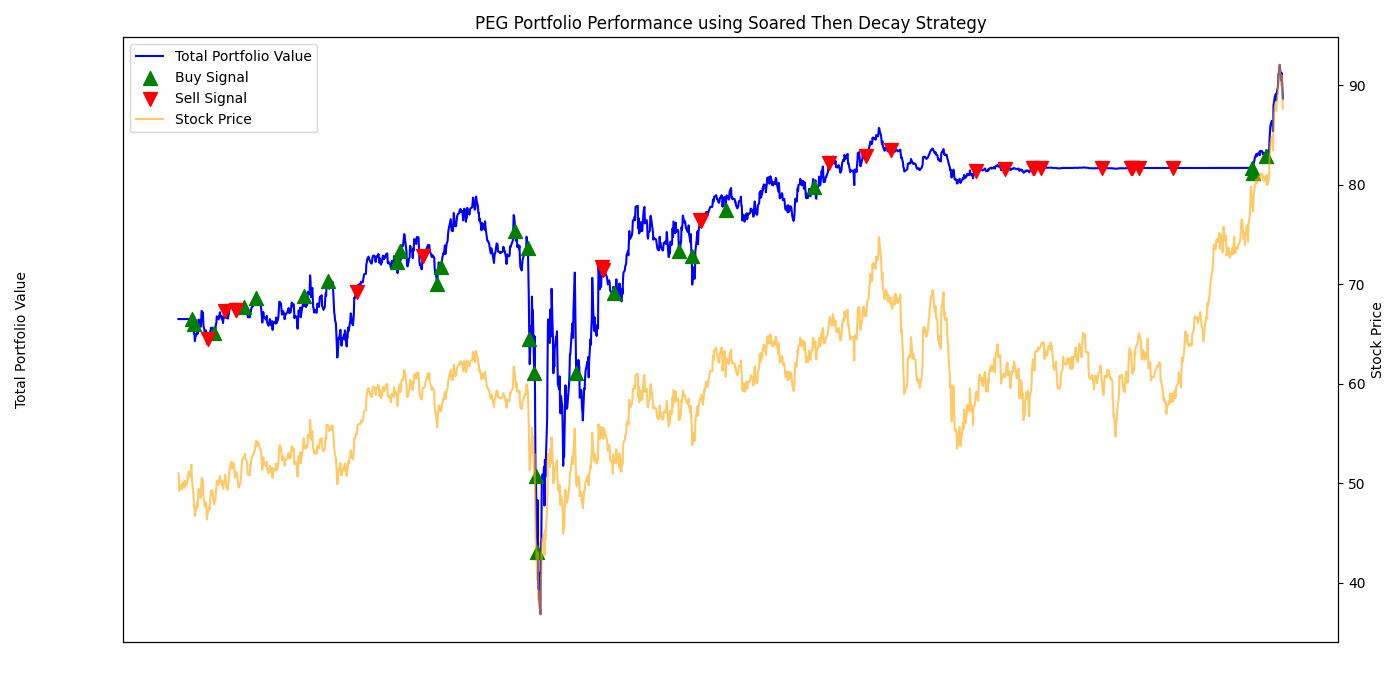 PEG Portfolio Performance using Soared Then Decay Strategy
Total Portfolio Value
Buy Signal
Sell Signal
Stock Price
Total Portfolio Value
90
80
70
60
50
40
Stock Price